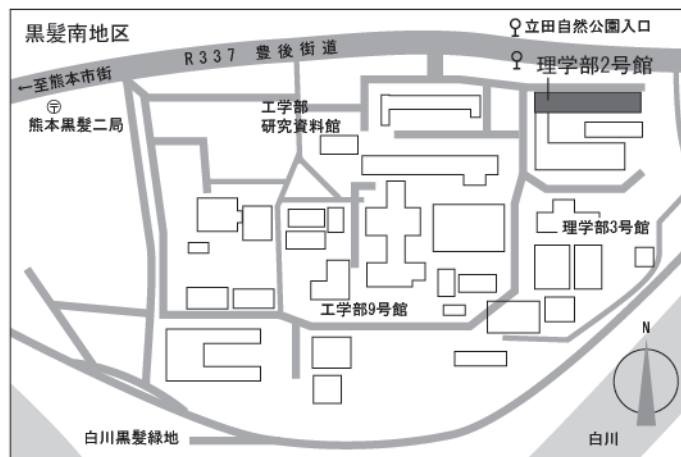 黒髪南地区
立田自然公園入口
R337 豊後街道
理学部2号館
←至熊本市街
〒
熊本黒髪二局
工学部
研究資料館
理学部3号館
工学部9号館
N
白川黒髪緑地
白川